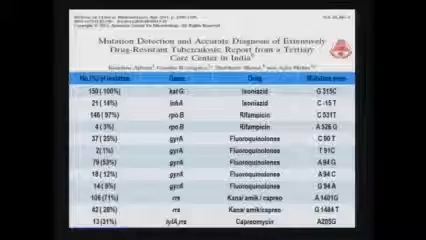 Mutation Detection and Accurate Diagnosis of Extensively
Drug-Resistant Tuberculosis: Report from a Tertiary
Care Center in India
No.(%) of isolates Genes Drug Mutation seen
150 (100%) katG Isoniazid G 315C
21 (14%) inhA Isoniazid C -15 T
146 (97%) rpo B Rifampicin C 531T
4 (3%) rpo B Rifampicin A 526 G
37 (25%) gyrA Fluoroquinolones C 90 T
2(1%) gyrA Fluoroquinolones T 91C
79 (53%) gyrA Fluoroquinolones A 94 G
18 (12%) gyrA Fluoroquinolones A 94 C
14 (9%) gyrA Fluoroquinolones G 94 A
106 (71%) rrs Kana/ amik / capreo A 1401G
42 (28%) rrs Kana/ amik/capreo G 1484 T
13 (31%) tylA,rrs Capreomycin A205G